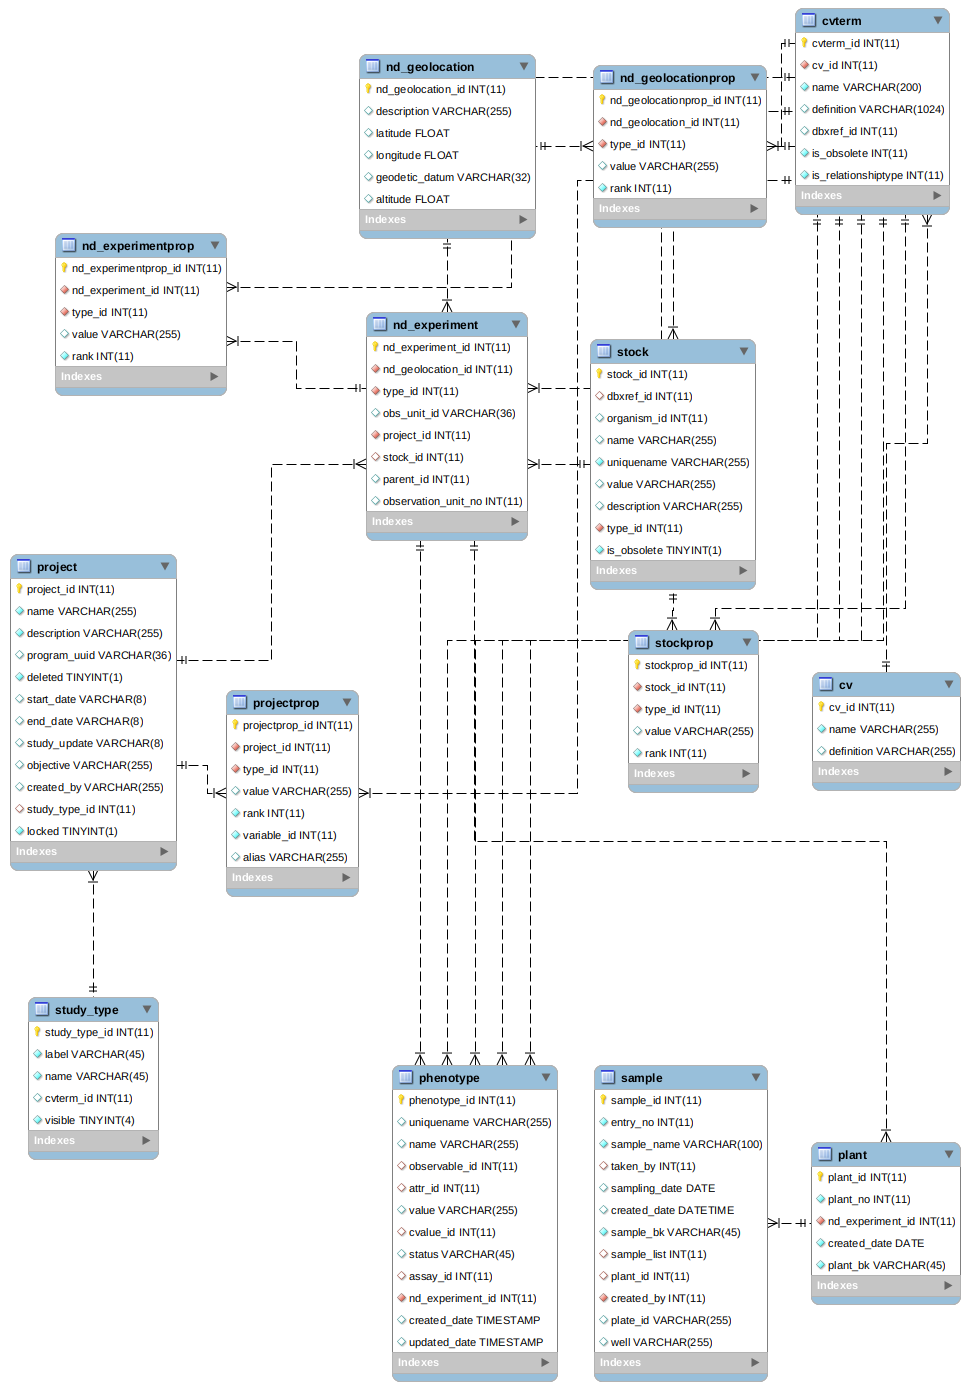 cvterm
cvterm_id INT(11)
cv_id INT(11)
name VARCHAR(200)
definition VARCHAR(1024)
dbxref_id INT(11)
is_obsolete INT(11)
is_relationshiptype INT(11)
Indexes
nd_geolocation
nd_geolocation_id INT(11)
description VARCHAR(255)
latitude FLOAT
longitude FLOAT
geodetic_datum VARCHAR(32)
altitude FLOAT
Indexes
nd_geolocationprop
nd_geolocationprop_id INT(11)
nd_geolocation_id INT(11)
type_id INT(11)
value VARCHAR(255)
rank INT(11)
Indexes
nd_experimentprop
nd_experimentprop_id INT(11)
nd_experiment_id INT(11)
type_id INT(11)
value VARCHAR(255)
rank INT(11)
Indexes
nd_experiment
nd_experiment_id INT(11)
nd_geolocation_id INT(11)
type_id INT(11)
obs_unit_id VARCHAR(36)
project_id INT(11)
stock_id INT(11)
parent_id INT(11)
observation_unit_no INT(11)
Indexes
stock
stock_id INT(11)
dbxref_id INT(11)
organism_id INT(11)
name VARCHAR(255)
uniquename VARCHAR(255)
value VARCHAR(255)
description VARCHAR(255)
type_id INT(11)
is_obsolete TINYINT(1)
Indexes
project
project_id INT(11)
name VARCHAR(255)
description VARCHAR(255)
program_uuid VARCHAR(36)
deleted TINYINT(1)
start_date VARCHAR(8)
end_date VARCHAR(8)
study_update VARCHAR(8)
objective VARCHAR(255)
created_by VARCHAR(255)
study_type_id INT(11)
locked TINYINT(1)
Indexes
stockprop
stockprop_id INT(11)
stock_id INT(11)
type_id INT(11)
value VARCHAR(255)
rank INT(11)
Indexes
cv
cv_id INT(11)
name VARCHAR(255)
definition VARCHAR(255)
Indexes
projectprop
projectprop_id INT(11)
project_id INT(11)
type_id INT(11)
value VARCHAR(255)
rank INT(11)
variable_id INT(11)
alias VARCHAR(255)
Indexes
study_type
study_type_id INT(11)
label VARCHAR(45)
name VARCHAR(45)
cvterm_id INT(11)
visible TINYINT(4)
Indexes
phenotype
phenotype_id INT(11)
uniquename VARCHAR(255)
name VARCHAR(255)
observable_id INT(11)
attr_id INT(11)
value VARCHAR(255)
cvalue_id INT(11)
status VARCHAR(45)
assay_id INT(11)
nd_experiment_id INT(11)
created_date TIMESTAMP
updated_date TIMESTAMP
Indexes
sample
sample_id INT(11)
entry_no INT(11)
sample_name VARCHAR(100)
taken_by INT(11)
sampling_date DATE
created_date DATETIME
sample_bk VARCHAR(45)
sample_list INT(11)
plant_id INT(11)
created_by INT(11)
plate_id VARCHAR(255)
well VARCHAR(255)
Indexes
plant
plant_id INT(11)
plant_no INT(11)
nd_experiment_id INT(11)
created_date DATE
plant_bk VARCHAR(45)
Indexes